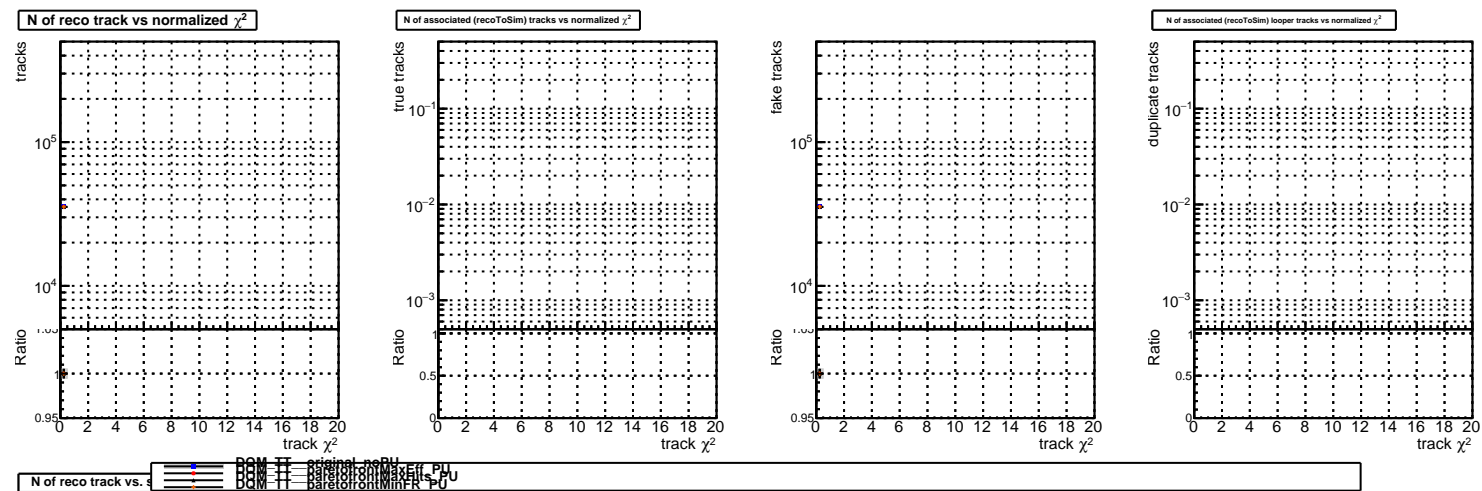 N of reco track vs normalized χ²
N of associated (recoToSim) tracks vs normalized χ²
N of associated (recoToSim) looper tracks vs normalized χ²
tracks
10⁵
10⁴
Ratio
1
0.95
0 2 4 6 8 10 12 14 16 18 20
track χ²
true tracks
10⁻¹
10⁻²
10⁻³
Ratio
1
0.5
0
0 2 4 6 8 10 12 14 16 18 20
track χ²
fake tracks
10⁵
10⁴
Ratio
1
0.95
0 2 4 6 8 10 12 14 16 18 20
track χ²
duplicate tracks
10⁻¹
10⁻²
10⁻³
Ratio
1
0.5
0
0 2 4 6 8 10 12 14 16 18 20
track χ²
N of reco track vs.
DQM_TT__original_noPU
DQM_TT__paretofrontMaxEff_PU
DQM_TT__paretofrontMaxHits_PU
DQM_TT__paretofrontMinFR_PU